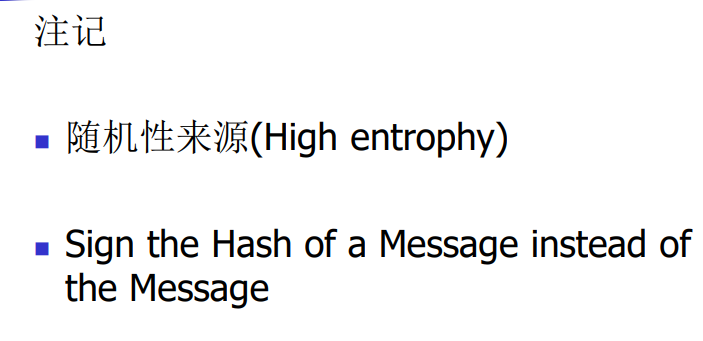 注记
随机性来源(High entrophy)
Sign the Hash of a Message instead of
the Message